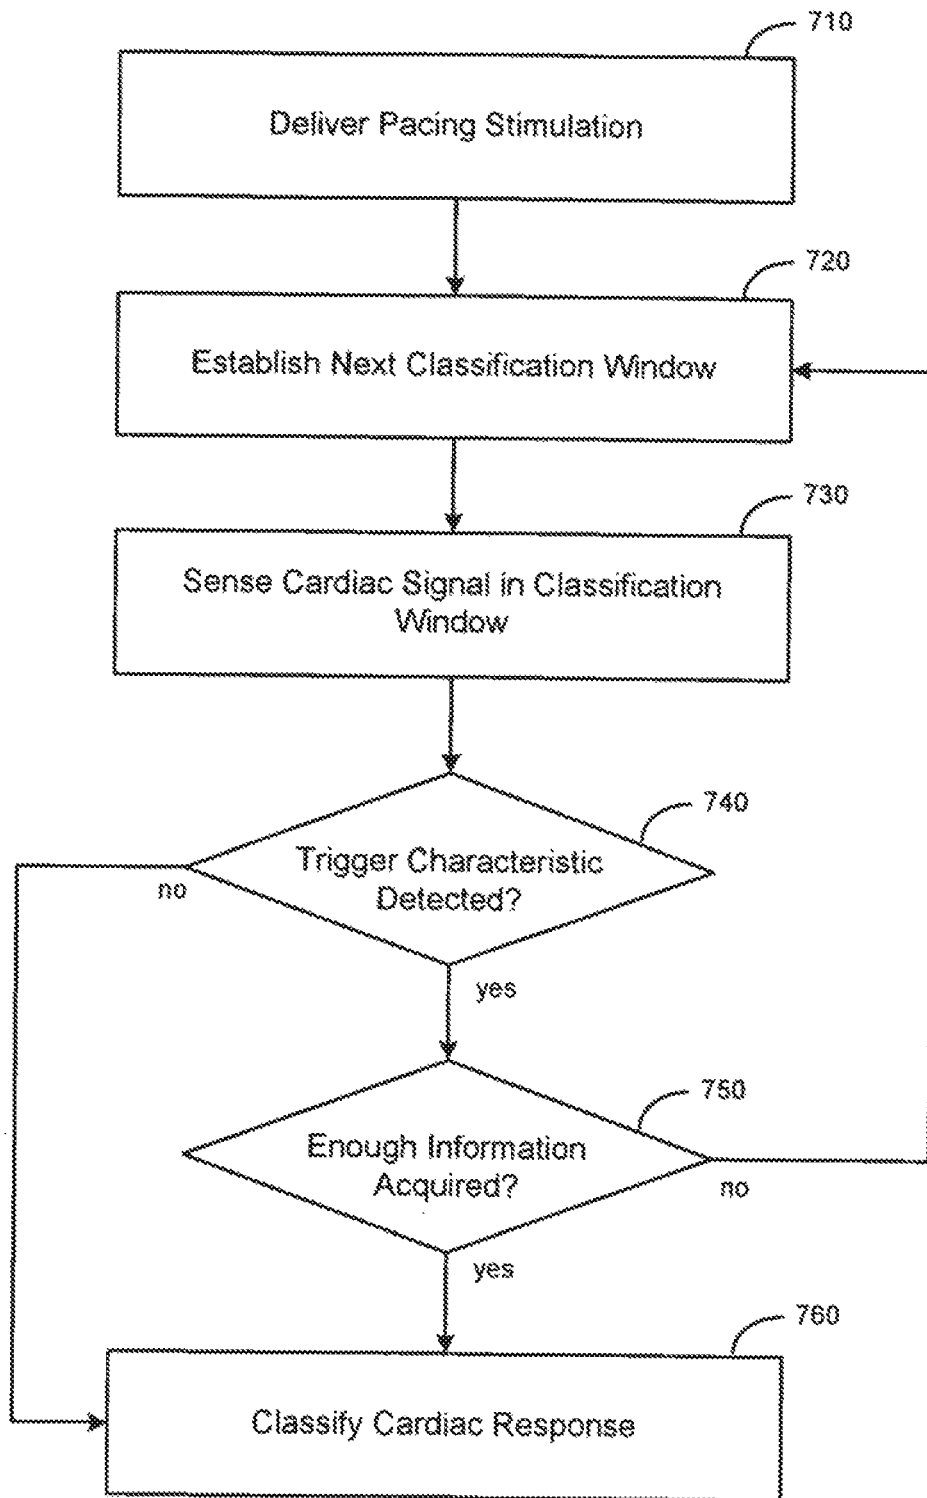 710
Deliver Pacing Stimulation
720
Establish Next Classification Window
730
Sense Cardiac Signal in Classification
Window
740
Trigger Characteristic
Detected?
no
yes
750
Enough Information
Acquired?
no
yes
760
Classify Cardiac Response